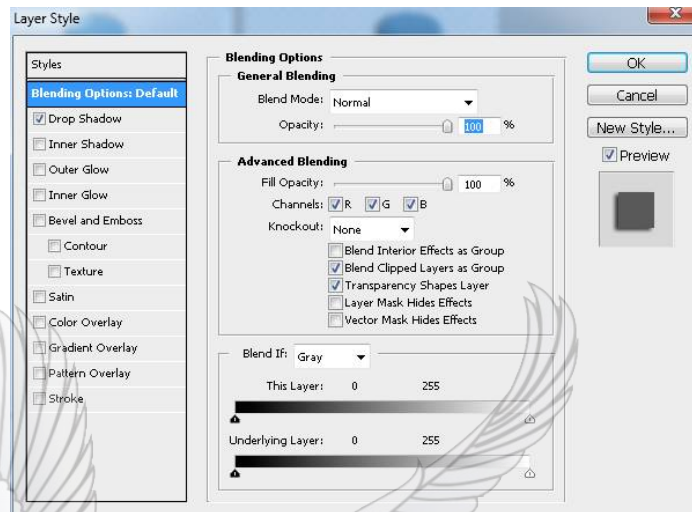 Layer Style
Styles
Blending Options: Default
Drop Shadow
Inner Shadow
Outer Glow
Inner Glow
Bevel and Emboss
Contour
Texture
Satin
Color Overlay
Gradient Overlay
Pattern Overlay
Stroke
Blending Options
General Blending
Blend Mode: Normal
Opacity: 100 %
Advanced Blending
Fill Opacity: 100 %
Channels: R G B
Knockout: None
Blend Interior Effects as Group
Blend Clipped Layers as Group
Transparency Shapes Layer
Layer Mask Hides Effects
Vector Mask Hides Effects
Blend If: Gray
This Layer: 0 255
Underlying Layer: 0 255
OK
Cancel
New Style...
Preview